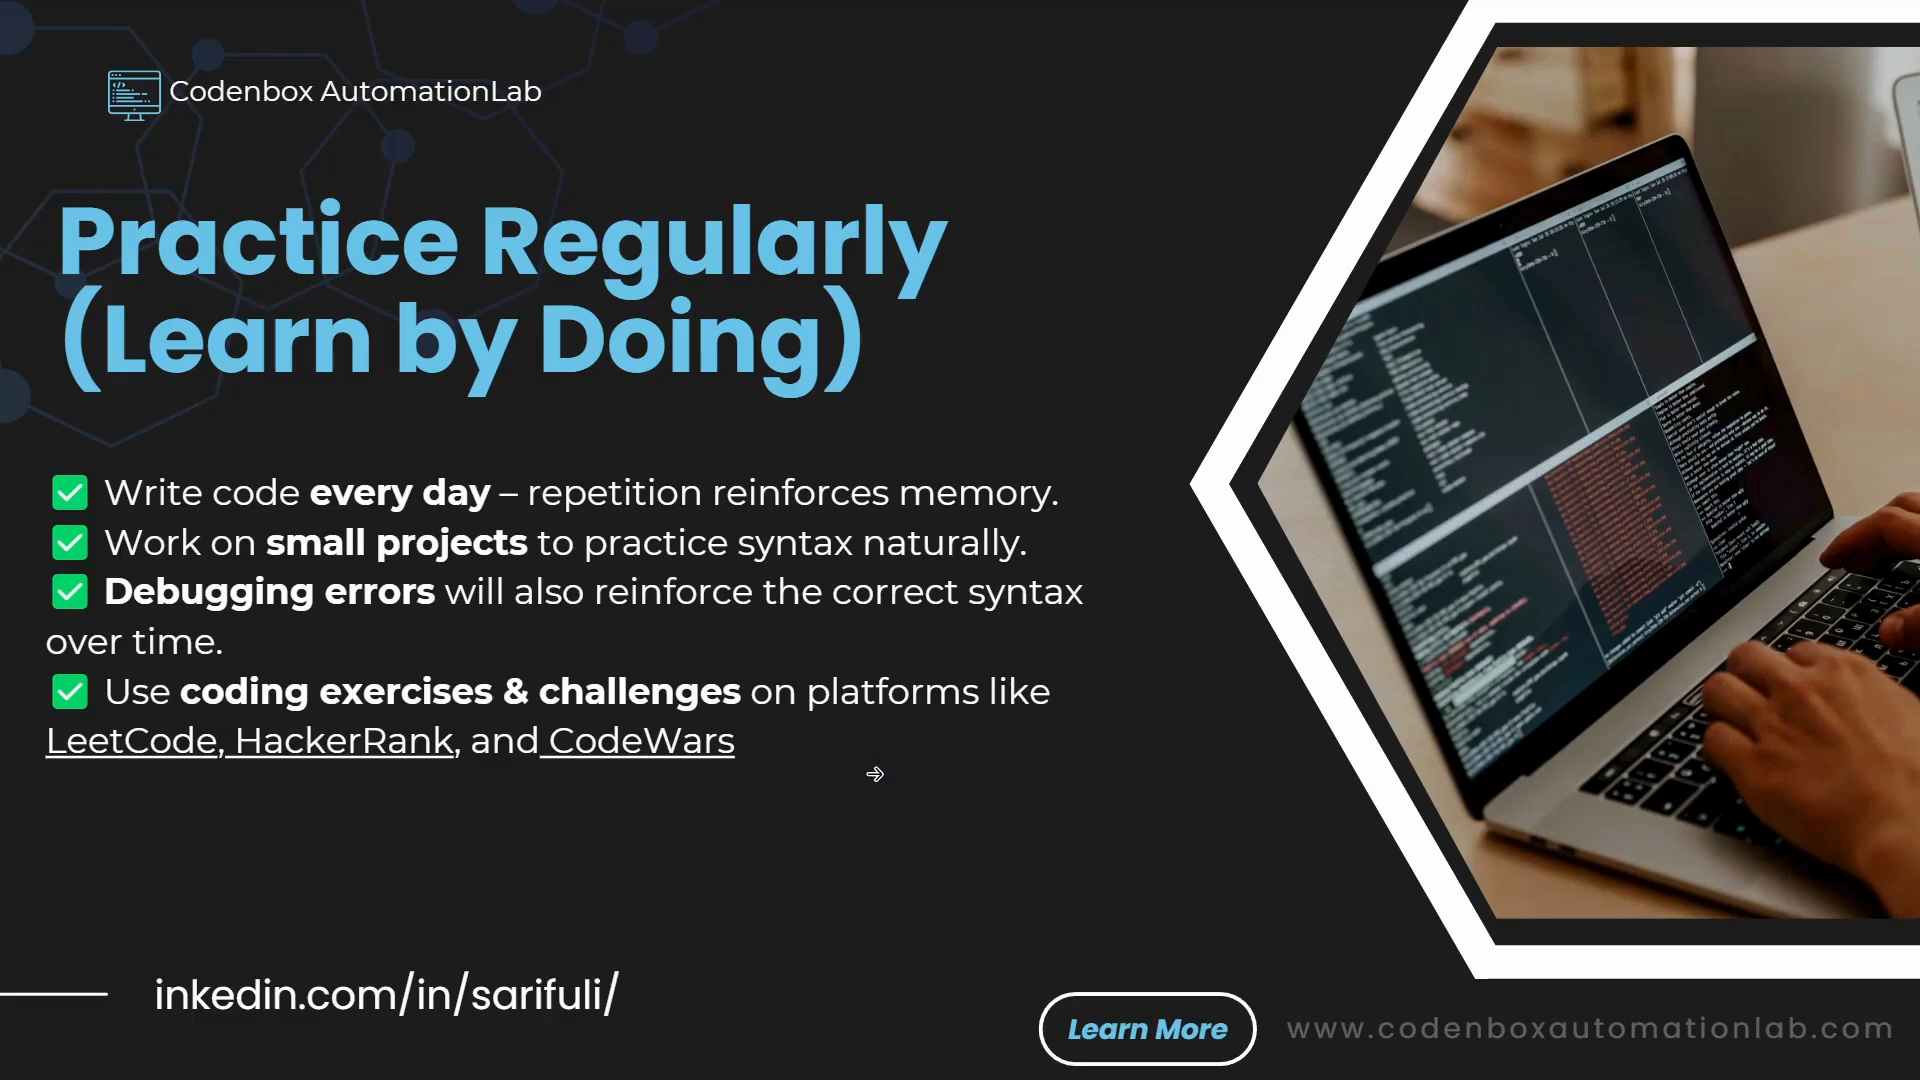 Codenbox AutomationLab
Practice Regularly
(Learn by Doing)
✅ Write code every day – repetition reinforces memory.
✅ Work on small projects to practice syntax naturally.
✅ Debugging errors will also reinforce the correct syntax
over time.
✅ Use coding exercises & challenges on platforms like
LeetCode, HackerRank, and CodeWars
inkedin.com/in/sarifuli/
Learn More
www.codenboxautomationlab.com